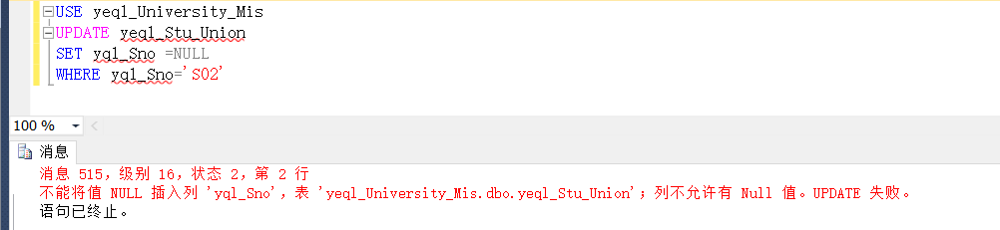 USE yeql_University_Mis
UPDATE yeql_Stu_Union
SET yql_Sno =NULL
WHERE yql_Sno='S02'
100 %
消息
消息 515，级别 16，状态 2，第 2 行
不能将值 NULL 插入列 'yql_Sno'，表 'yeql_University_Mis.dbo.yeql_Stu_Union'；列不允许有 Null 值。UPDATE 失败。
语句已终止。